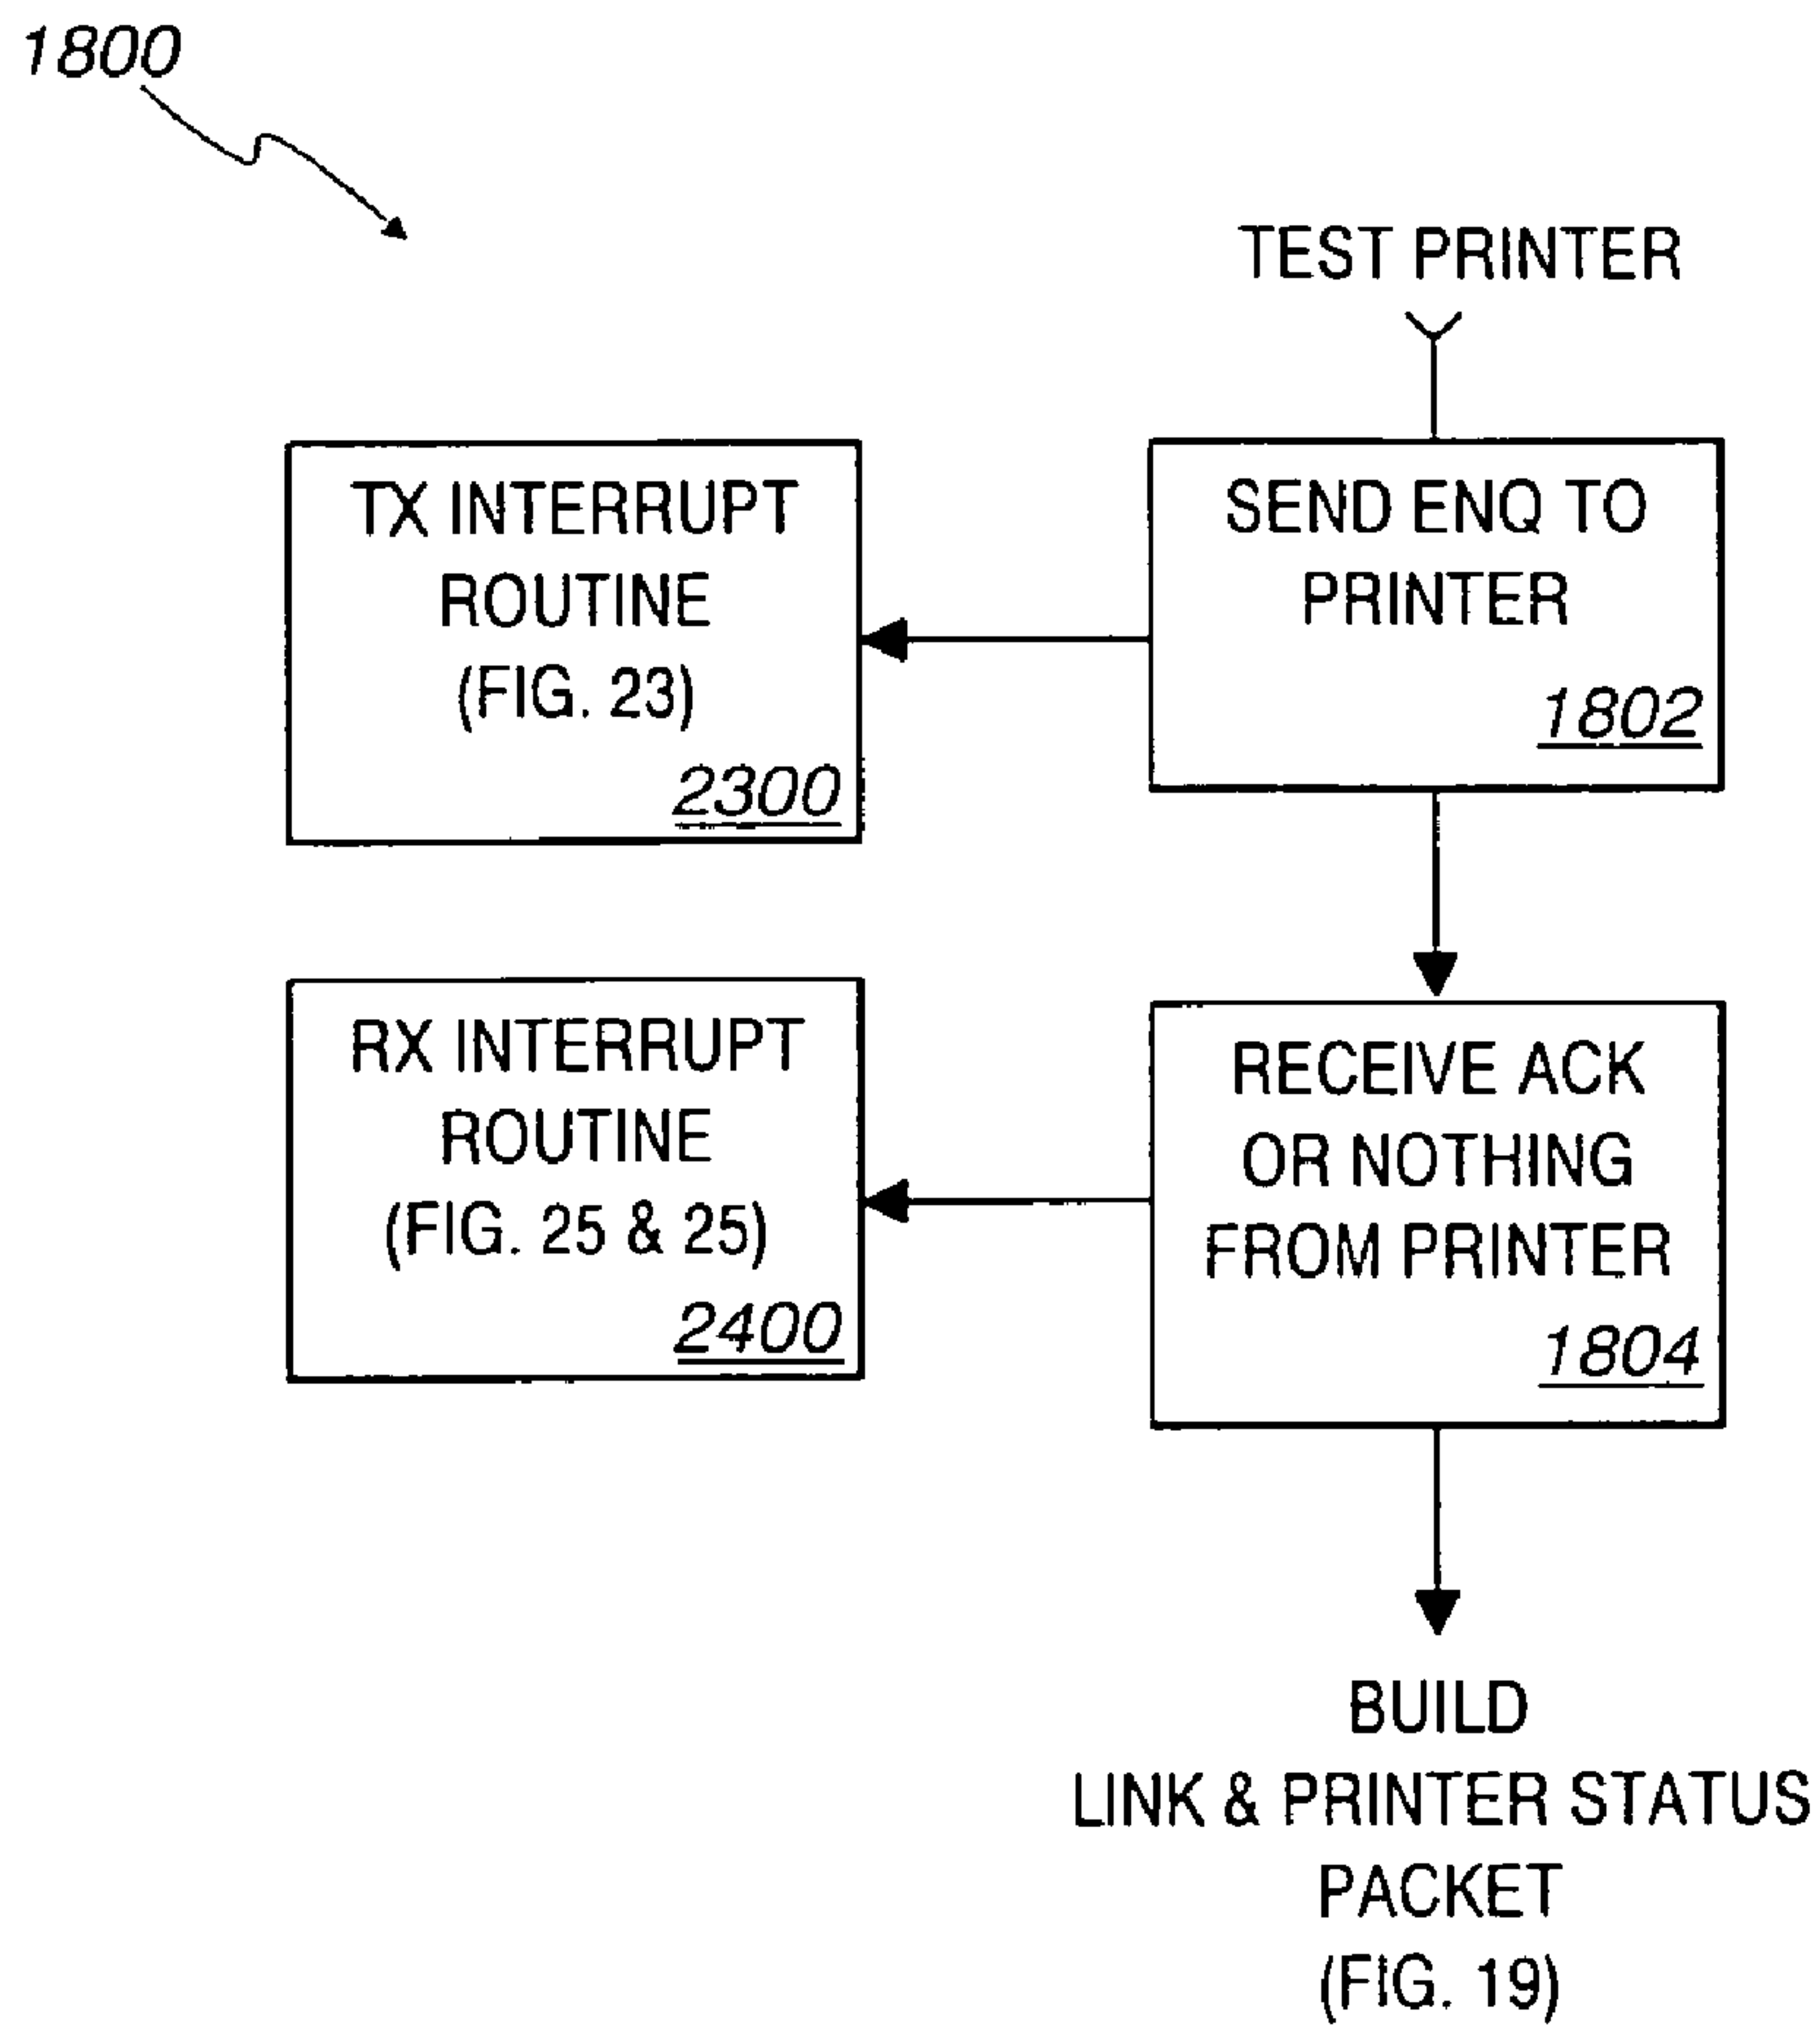 1800
TEST PRINTER
TX INTERRUPT
ROUTINE
(FIG. 23)
2300
SEND ENQ TO
PRINTER
1802
RX INTERRUPT
ROUTINE
(FIG. 25 & 25)
2400
RECEIVE ACK
OR NOTHING
FROM PRINTER
1804
BUILD
LINK & PRINTER STATUS
PACKET
(FIG. 19)